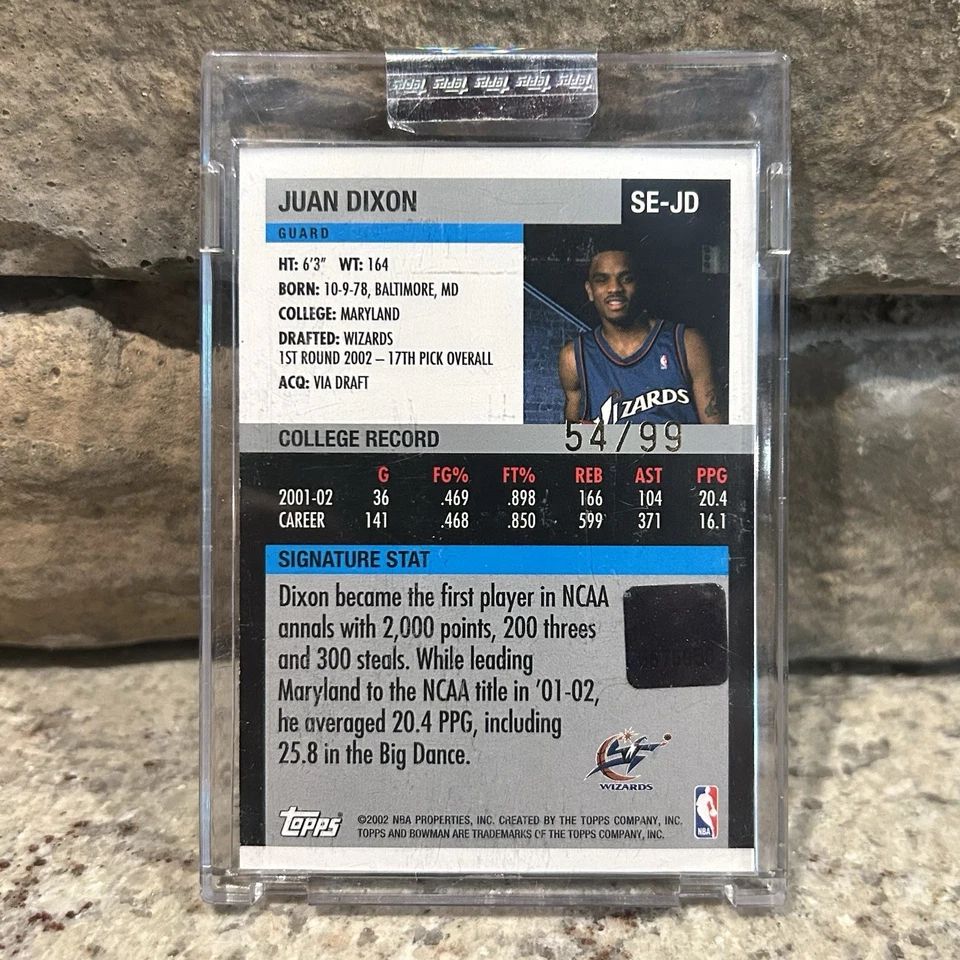 Topps Topps Topps Topps Topps
JUAN DIXON
SE-JD
GUARD
HT: 6'3" WT: 164
BORN: 10-9-78, BALTIMORE, MD
COLLEGE: MARYLAND
DRAFTED: WIZARDS
1ST ROUND 2002 – 17TH PICK OVERALL
ACQ: VIA DRAFT
WIZARDS
COLLEGE RECORD
54/99
G FG% FT% REB AST PPG
2001-02 36 .469 .898 166 104 20.4
CAREER 141 .468 .850 599 371 16.1
SIGNATURE STAT
Dixon became the first player in NCAA
annals with 2,000 points, 200 threes
and 300 steals. While leading
Maryland to the NCAA title in '01-02,
he averaged 20.4 PPG, including
25.8 in the Big Dance.
WIZARDS
NBA
Topps
©2002 NBA PROPERTIES, INC. CREATED BY THE TOPPS COMPANY, INC.
TOPPS AND BOWMAN ARE TRADEMARKS OF THE TOPPS COMPANY, INC.